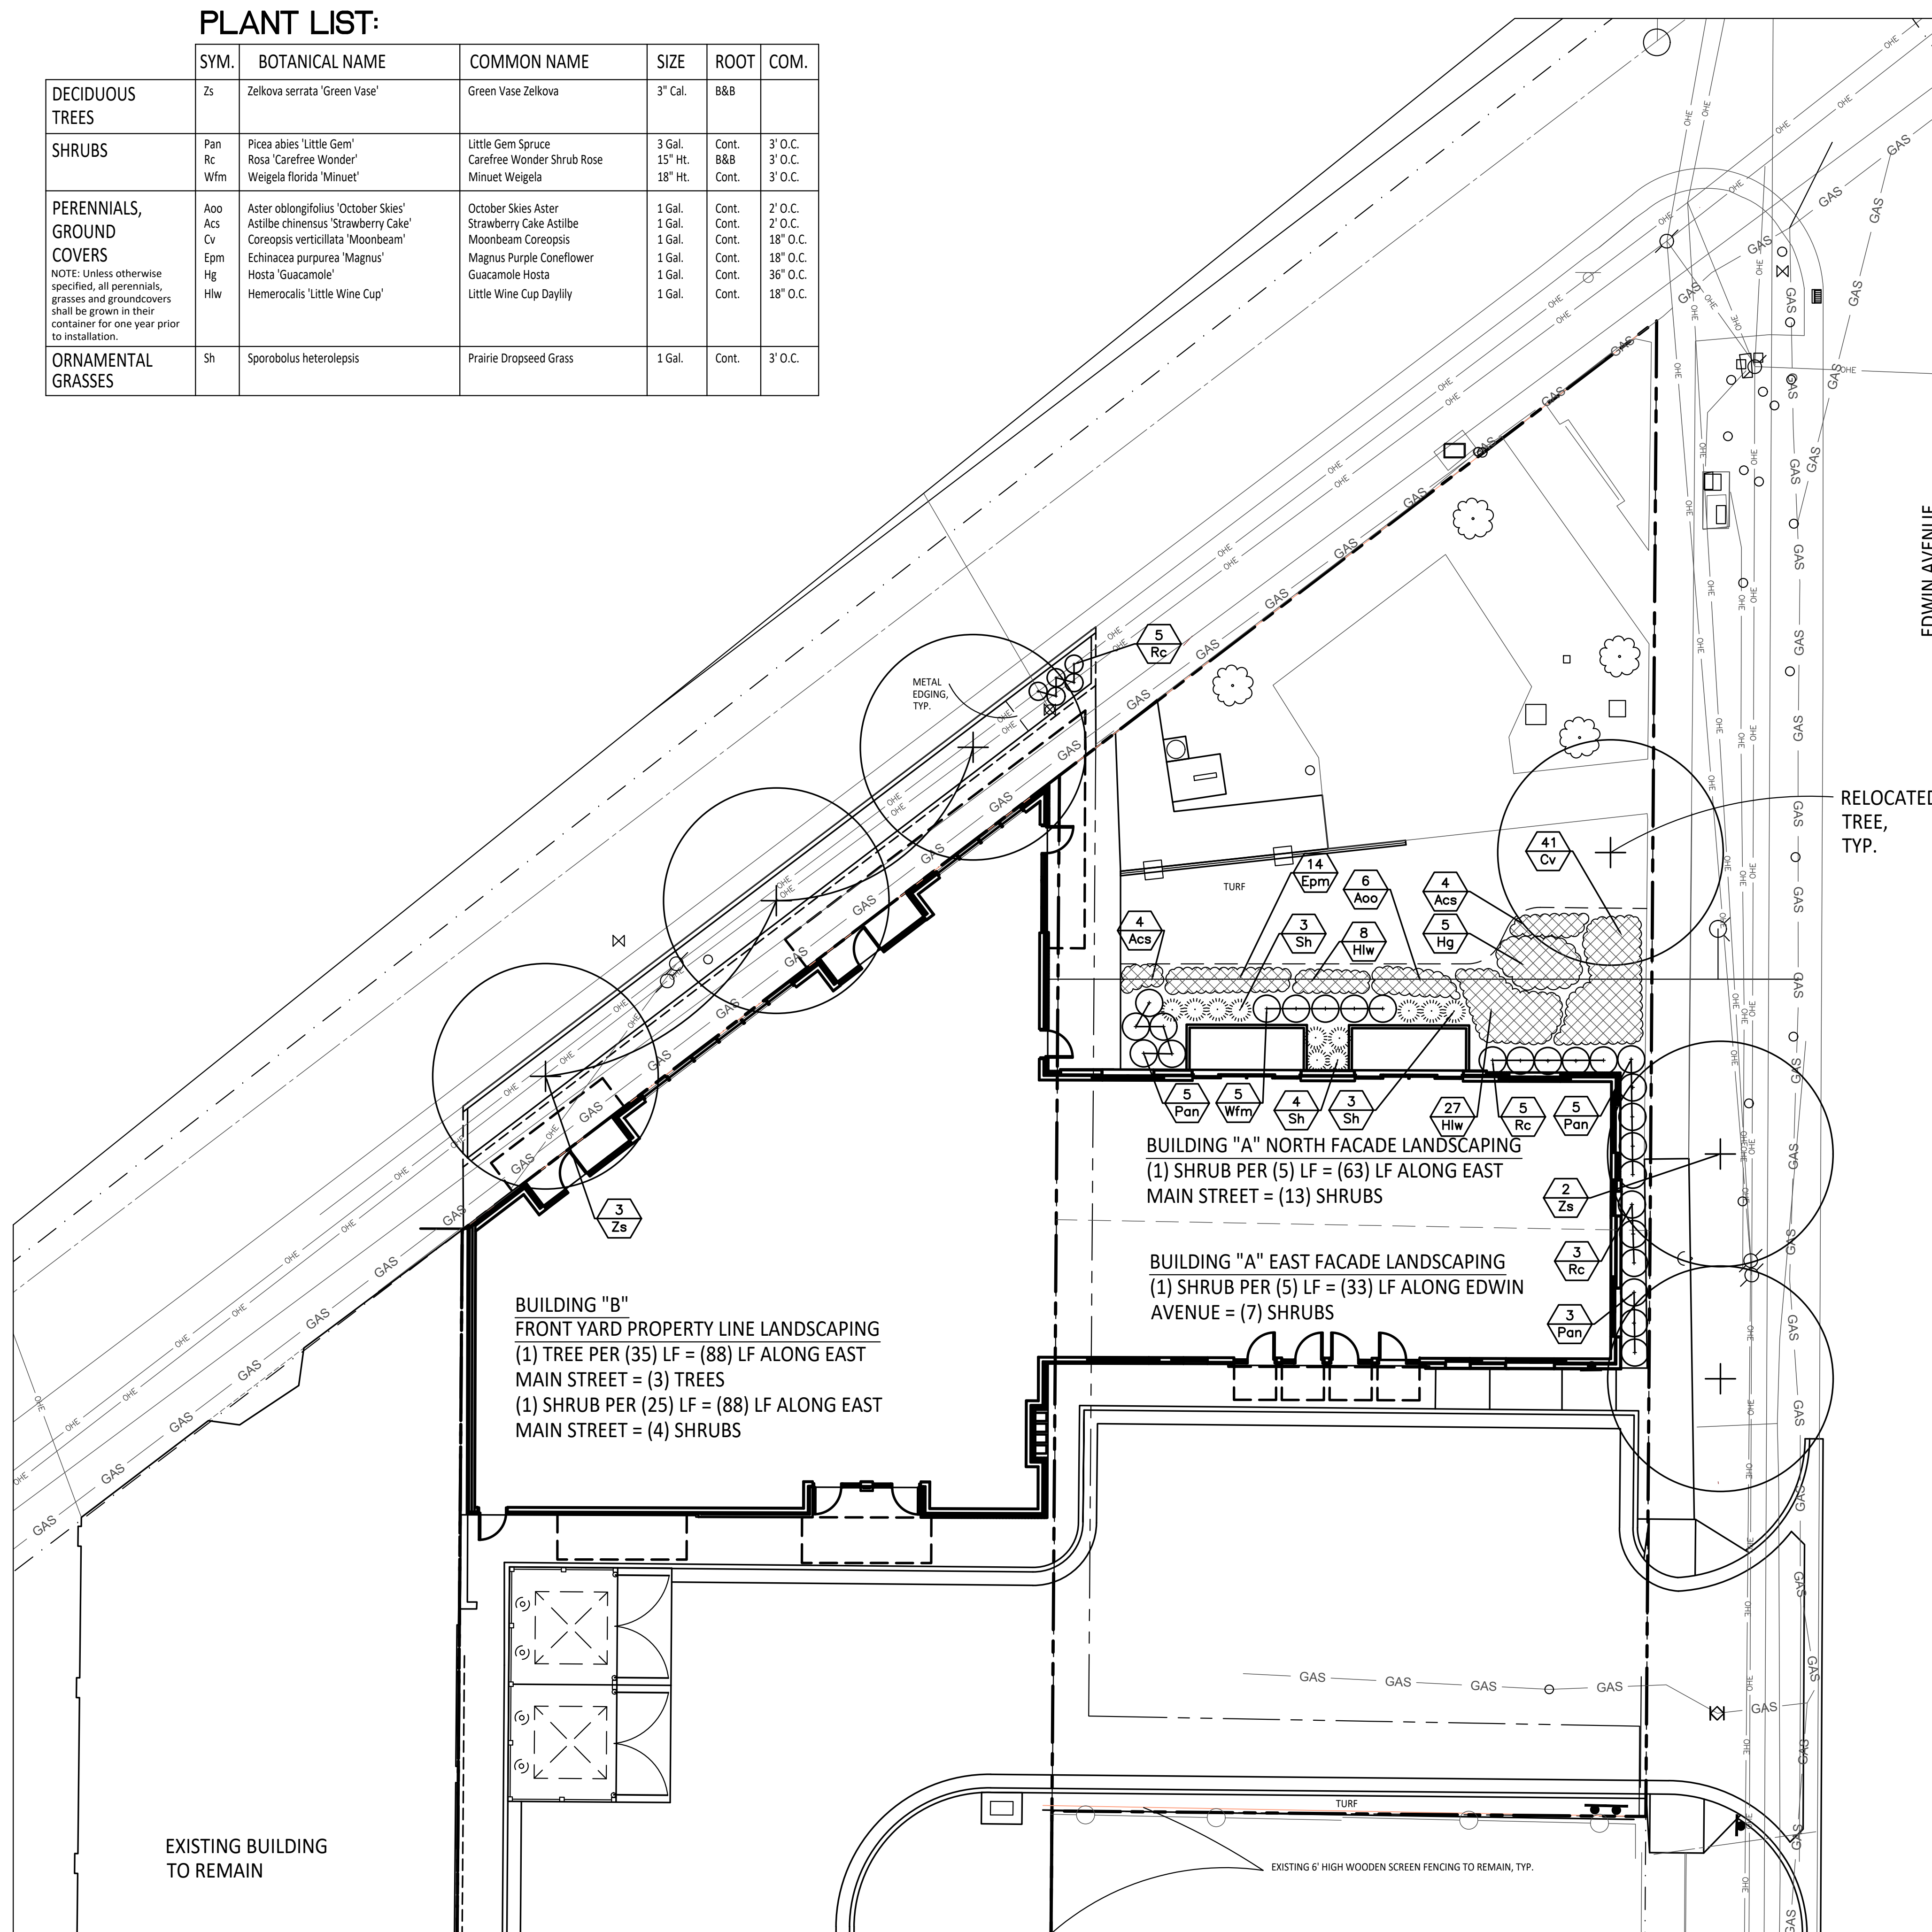 PLANT LIST:
SYM. BOTANICAL NAME COMMON NAME SIZE ROOT COM.
DECIDUOUS
TREES
Zs Zelkova serrata 'Green Vase' Green Vase Zelkova 3" Cal. B&B
SHRUBS
Pan Picea abies 'Little Gem' Little Gem Spruce 3 Gal. Cont. 3' O.C.
Rc Rosa 'Carefree Wonder' Carefree Wonder Shrub Rose 15" Ht. B&B 3' O.C.
Wfm Weigela florida 'Minuet' Minuet Weigela 18" Ht. Cont. 3' O.C.
PERENNIALS,
GROUND
COVERS
NOTE: Unless otherwise
specified, all perennials,
grasses and groundcovers
shall be grown in their
container for one year prior
to installation.
Aoo Aster oblongifolius 'October Skies' October Skies Aster 1 Gal. Cont. 2' O.C.
Acs Astilbe chinensus 'Strawberry Cake' Strawberry Cake Astilbe 1 Gal. Cont. 2' O.C.
Cv Coreopsis verticillata 'Moonbeam' Moonbeam Coreopsis 1 Gal. Cont. 18" O.C.
Epm Echinacea purpurea 'Magnus' Magnus Purple Coneflower 1 Gal. Cont. 18" O.C.
Hg Hosta 'Guacamole' Guacamole Hosta 1 Gal. Cont. 36" O.C.
Hlw Hemerocalis 'Little Wine Cup' Little Wine Cup Daylily 1 Gal. Cont. 18" O.C.
ORNAMENTAL
GRASSES
Sh Sporobolus heterolepsis Prairie Dropseed Grass 1 Gal. Cont. 3' O.C.
EDWIN AVENUE
5
Rc
METAL
EDGING,
TYP.
RELOCATED
TREE,
TYP.
41
Cv
14
Epm
6
Aoo
4
Acs
TURF
4
Acs
3
Sh
8
Hlw
5
Hg
5
Pan
5
Wfm
4
Sh
3
Sh
27
Hlw
5
Rc
5
Pan
BUILDING "A" NORTH FACADE LANDSCAPING
(1) SHRUB PER (5) LF = (63) LF ALONG EAST
MAIN STREET = (13) SHRUBS
2
Zs
3
Zs
3
Rc
BUILDING "A" EAST FACADE LANDSCAPING
(1) SHRUB PER (5) LF = (33) LF ALONG EDWIN
AVENUE = (7) SHRUBS
3
Pan
BUILDING "B"
FRONT YARD PROPERTY LINE LANDSCAPING
(1) TREE PER (35) LF = (88) LF ALONG EAST
MAIN STREET = (3) TREES
(1) SHRUB PER (25) LF = (88) LF ALONG EAST
MAIN STREET = (4) SHRUBS
GAS GAS GAS GAS GAS
TURF
EXISTING BUILDING
TO REMAIN
EXISTING 6' HIGH WOODEN SCREEN FENCING TO REMAIN, TYP.
GAS
OHE